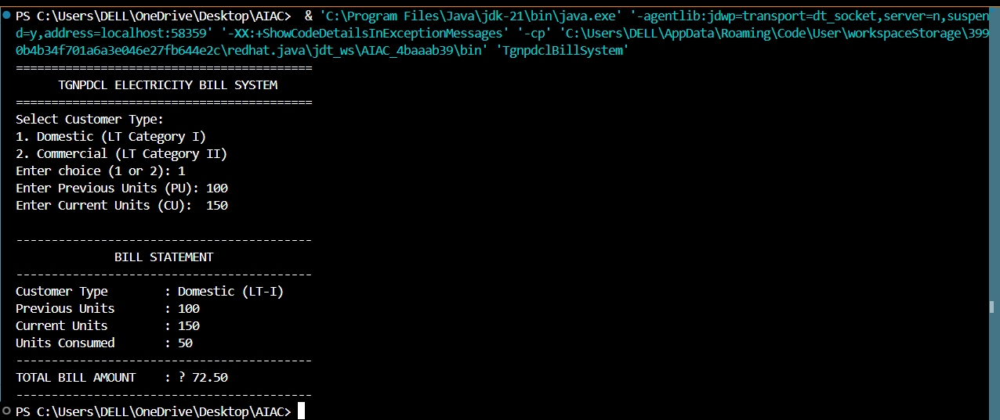 PS C:\Users\DELL\OneDrive\Desktop\AIAC>  & 'C:\Program Files\Java\jdk-21\bin\java.exe' '-agentlib:jdwp=transport=dt_socket,server=n,suspen
d=y,address=localhost:58359' '-XX:+ShowCodeDetailsInExceptionMessages' '-cp' 'C:\Users\DELL\AppData\Roaming\Code\User\workspaceStorage\399
0b4b34f701a6a3e046e27fb644e2c\redhat.java\jdt_ws\AIAC_4baaab39\bin' 'TgnpdclBillSystem'
==========================================
      TGNPDCL ELECTRICITY BILL SYSTEM
==========================================
Select Customer Type:
1. Domestic (LT Category I)
2. Commercial (LT Category II)
Enter choice (1 or 2): 1
Enter Previous Units (PU): 100
Enter Current Units (CU):  150

------------------------------------------
              BILL STATEMENT
------------------------------------------
Customer Type        : Domestic (LT-I)
Previous Units       : 100
Current Units        : 150
Units Consumed       : 50
------------------------------------------
TOTAL BILL AMOUNT    : ? 72.50
------------------------------------------
PS C:\Users\DELL\OneDrive\Desktop\AIAC>